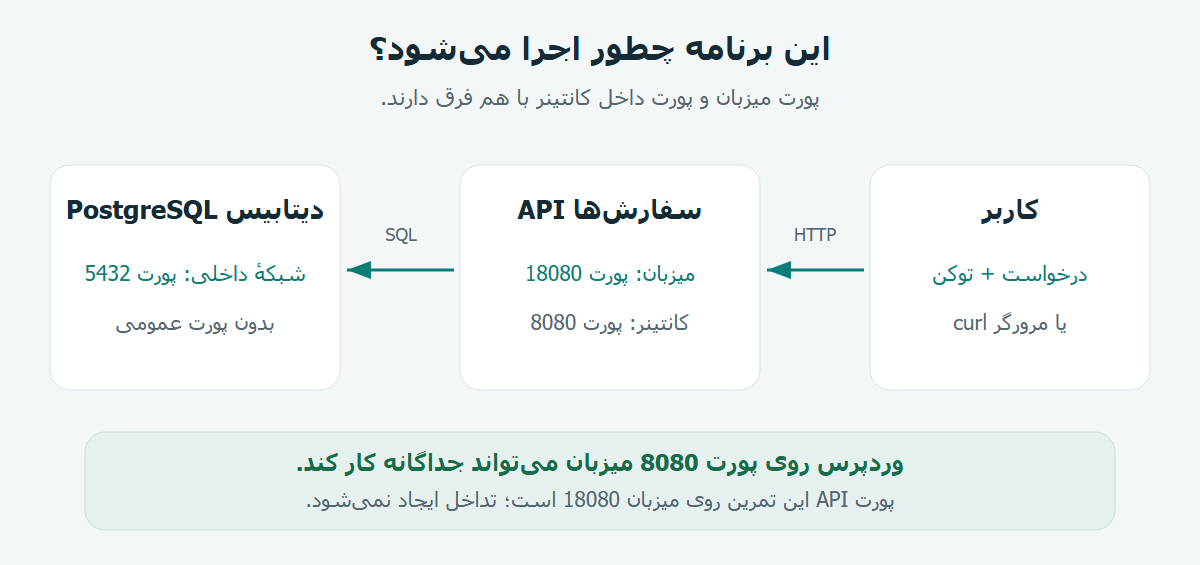 این برنامه چطور اجرا می‌شود؟
پورت میزبان و پورت داخل کانتینر با هم فرق دارند.
کاربر
درخواست + توکن
یا مرورگر curl
HTTP
سفارش‌ها API
میزبان: پورت 18080
کانتینر: پورت 8080
SQL
دیتابیس PostgreSQL
شبکهٔ داخلی: پورت 5432
بدون پورت عمومی
وردپرس روی پورت 8080 میزبان می‌تواند جداگانه کار کند.
پورت API این تمرین روی میزبان 18080 است؛ تداخل ایجاد نمی‌شود.